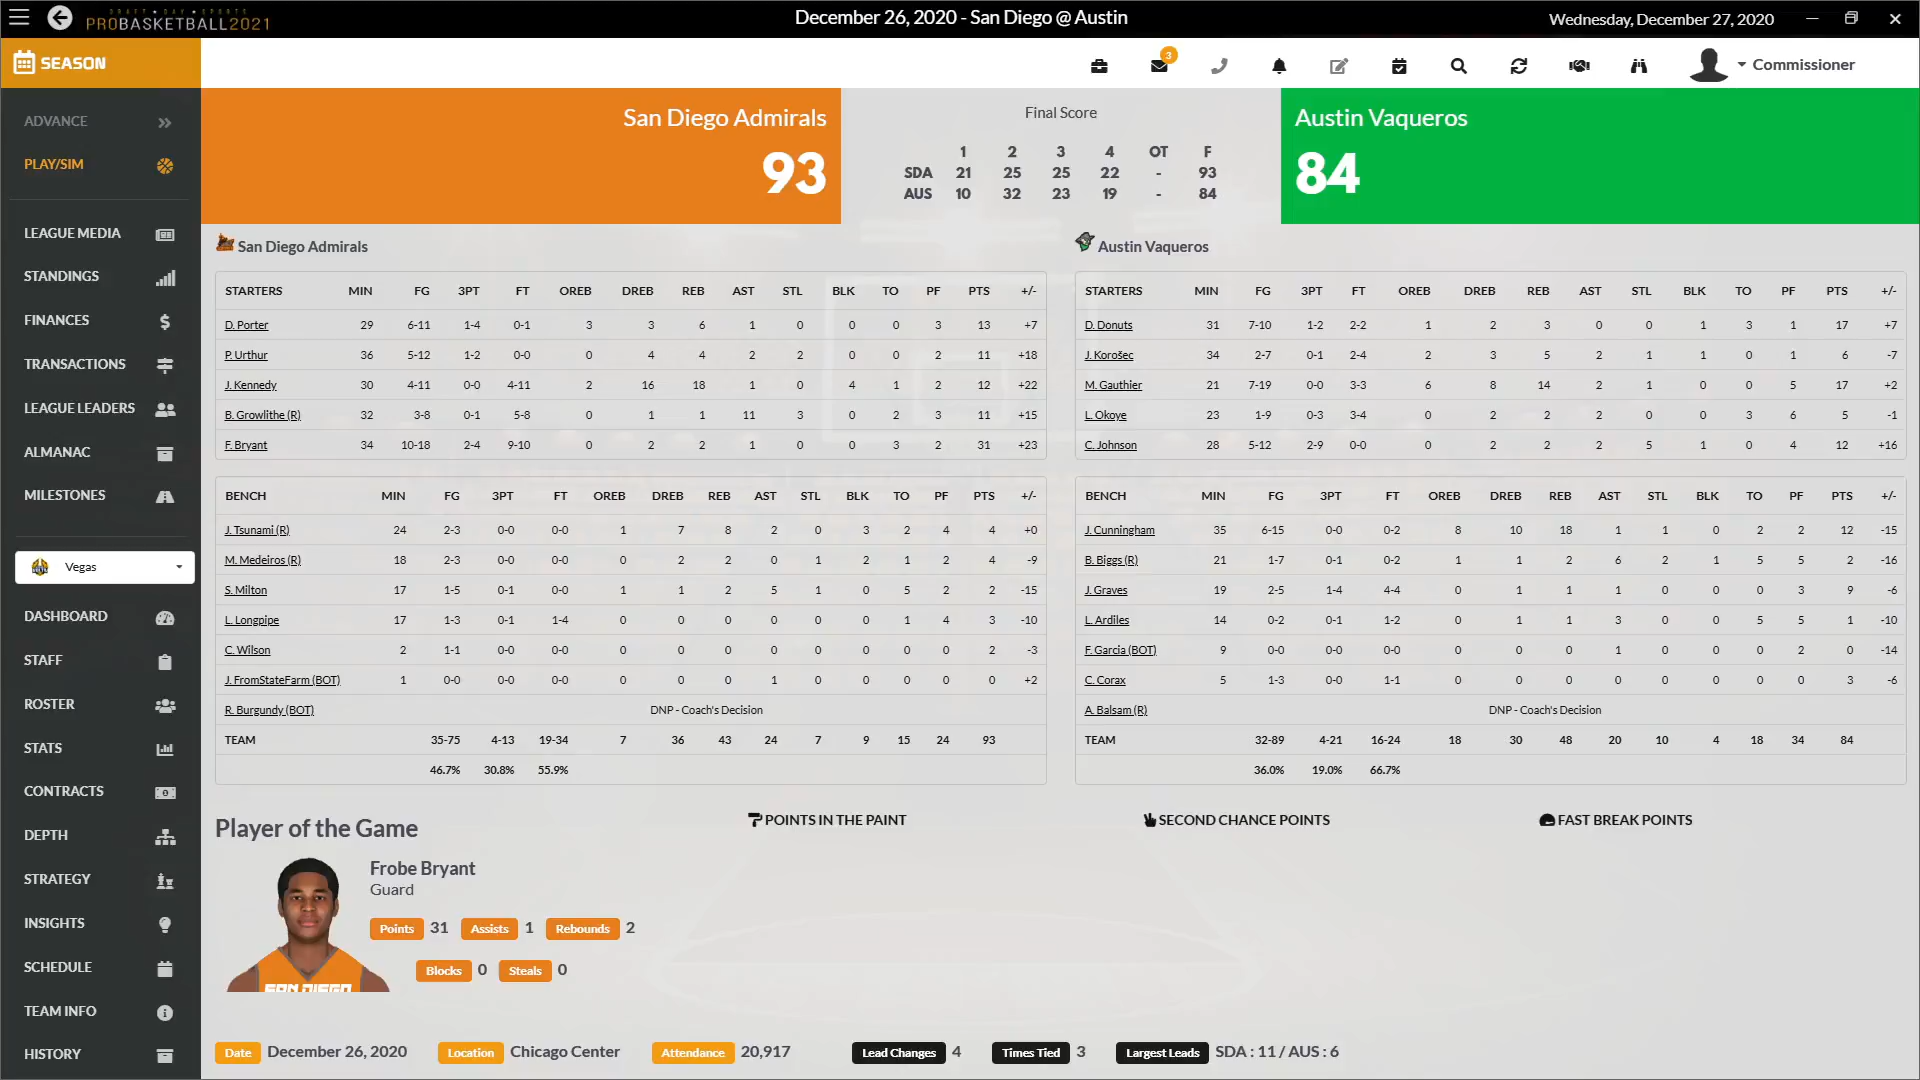 DRAFT DAY SPORTS
PROBASKETBALL2021
December 26, 2020 - San Diego @ Austin
Wednesday, December 27, 2020
SEASON
3
Commissioner
ADVANCE
PLAY/SIM
LEAGUE MEDIA
STANDINGS
FINANCES
TRANSACTIONS
LEAGUE LEADERS
ALMANAC
MILESTONES
Vegas
DASHBOARD
STAFF
ROSTER
STATS
CONTRACTS
DEPTH
STRATEGY
INSIGHTS
SCHEDULE
TEAM INFO
HISTORY
San Diego Admirals
93
Final Score
1 2 3 4 OT F
SDA 21 25 25 22 - 93
AUS 10 32 23 19 - 84
Austin Vaqueros
84
San Diego Admirals
STARTERS MIN FG 3PT FT OREB DREB REB AST STL BLK TO PF PTS +/-
D. Porter 29 6-11 1-4 0-1 3 3 6 1 0 0 0 3 13 +7
P. Urthur 36 5-12 1-2 0-0 0 4 4 2 2 0 0 2 11 +18
J. Kennedy 30 4-11 0-0 4-11 2 16 18 1 0 4 1 2 12 +22
B. Growlithe (R) 32 3-8 0-1 5-8 0 1 1 11 3 0 2 3 11 +15
F. Bryant 34 10-18 2-4 9-10 0 2 2 1 0 0 3 2 31 +23
BENCH MIN FG 3PT FT OREB DREB REB AST STL BLK TO PF PTS +/-
J. Tsunami (R) 24 2-3 0-0 0-0 1 7 8 2 0 3 2 4 4 +0
M. Medeiros (R) 18 2-3 0-0 0-0 0 2 2 0 1 2 1 2 4 -9
S. Milton 17 1-5 0-1 0-0 1 1 2 5 1 0 5 2 2 -15
L. Longpipe 17 1-3 0-1 1-4 0 0 0 0 0 0 1 4 3 -10
C. Wilson 2 1-1 0-0 0-0 0 0 0 0 0 0 0 0 2 -3
J. FromStateFarm (BOT) 1 0-0 0-0 0-0 0 0 0 1 0 0 0 0 0 +2
R. Burgundy (BOT) DNP - Coach's Decision
TEAM 35-75 4-13 19-34 7 36 43 24 7 9 15 24 93
46.7% 30.8% 55.9%
Austin Vaqueros
STARTERS MIN FG 3PT FT OREB DREB REB AST STL BLK TO PF PTS +/-
D. Donuts 31 7-10 1-2 2-2 1 2 3 0 0 1 3 1 17 +7
J. Korošec 34 2-7 0-1 2-4 2 3 5 2 1 1 0 1 6 -7
M. Gauthier 21 7-19 0-0 3-3 6 8 14 2 1 0 0 5 17 +2
L. Okoye 23 1-9 0-3 3-4 0 2 2 2 0 0 3 6 5 -1
C. Johnson 28 5-12 2-9 0-0 0 2 2 2 5 1 0 4 12 +16
BENCH MIN FG 3PT FT OREB DREB REB AST STL BLK TO PF PTS +/-
J. Cunningham 35 6-15 0-0 0-2 8 10 18 1 1 0 2 2 12 -15
B. Biggs (R) 21 1-7 0-1 0-2 1 1 2 6 2 1 5 5 2 -16
J. Graves 19 2-5 1-4 4-4 0 1 1 1 0 0 0 3 9 -6
L. Ardiles 14 0-2 0-1 1-2 0 1 1 3 0 0 5 5 1 -10
F. Garcia (BOT) 9 0-0 0-0 0-0 0 0 0 1 0 0 0 2 0 -14
C. Corax 5 1-3 0-0 1-1 0 0 0 0 0 0 0 0 3 -6
A. Balsam (R) DNP - Coach's Decision
TEAM 32-89 4-21 16-24 18 30 48 20 10 4 18 34 84
36.0% 19.0% 66.7%
Player of the Game
Frobe Bryant
Guard
Points 31 Assists 1 Rebounds 2
Blocks 0 Steals 0
SAN DIEGO
POINTS IN THE PAINT
SECOND CHANCE POINTS
FAST BREAK POINTS
Date December 26, 2020 Location Chicago Center Attendance 20,917 Lead Changes 4 Times Tied 3 Largest Leads SDA : 11 / AUS : 6